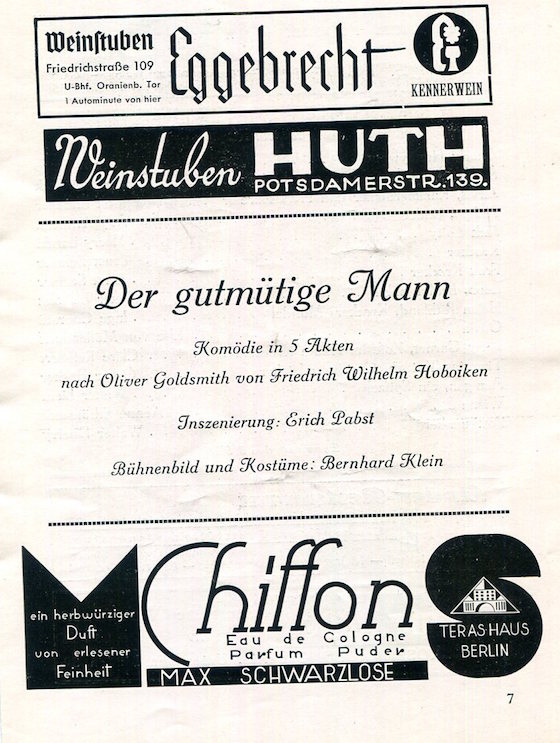 Weinstuben
Friedrichstraße 109
U-Bhf. Oranienb. Tor
1 Autominute von hier
Eggebrecht
KENNERWEIN
Weinstuben HUTH
POTSDAMERSTR.139.
Der gutmütige Mann
Komödie in 5 Akten
nach Oliver Goldsmith von Friedrich Wilhelm Hoboiken
Inszenierung: Erich Pabst
Bühnenbild und Kostüme: Bernhard Klein
M
ein herbwürziger
Duft
von erlesener
Feinheit
Chiffon
Eau de Cologne
Parfum Puder
MAX SCHWARZLOSE
S
TERAS-HAUS
BERLIN
7